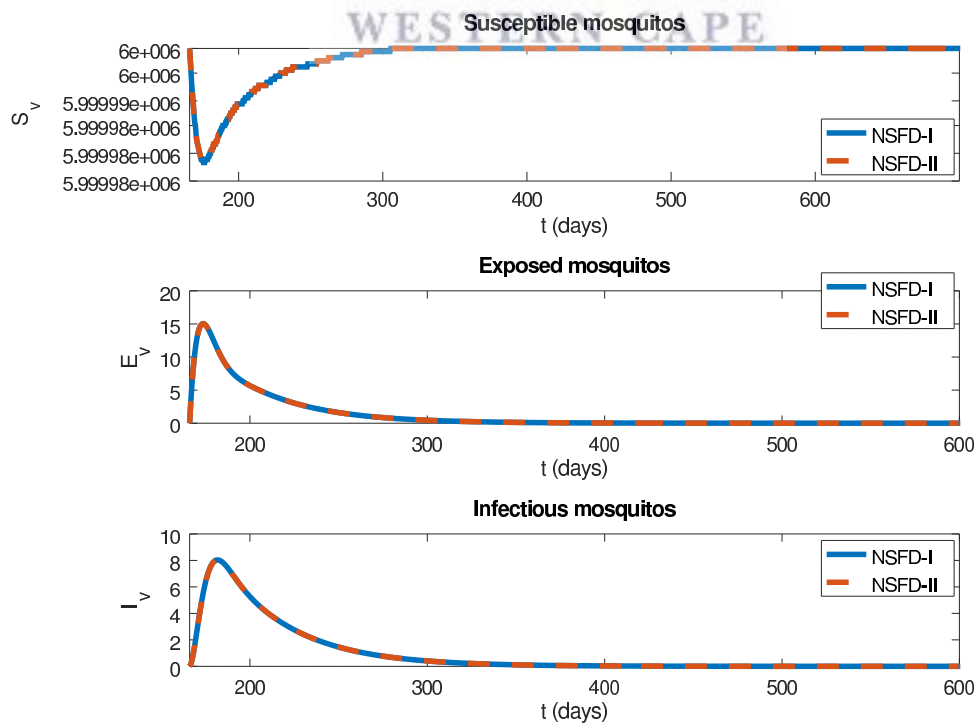 WESTERN CAPE
Susceptible mosquitos
6e+006
6e+006
5.99999e+006
5.99998e+006
5.99998e+006
5.99998e+006
S_v
NSFD-I
NSFD-II
200 300 400 500 600
t (days)
Exposed mosquitos
20
15
10
5
0
E_v
NSFD-I
NSFD-II
200 300 400 500 600
t (days)
Infectious mosquitos
10
8
6
4
2
0
I_v
NSFD-I
NSFD-II
200 300 400 500 600
t (days)